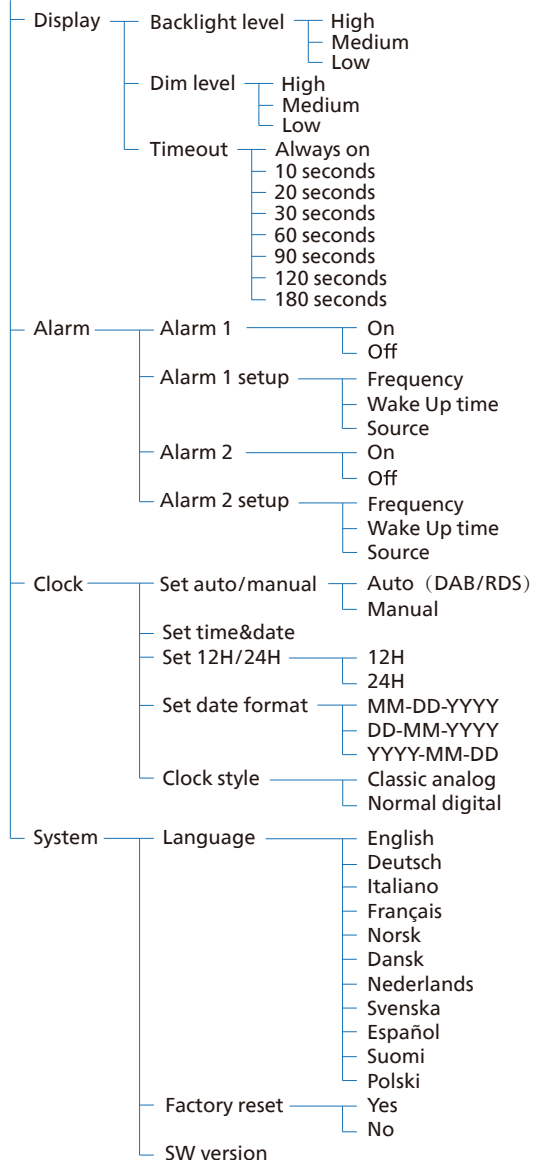 Display Backlight level High
Medium
Low
Dim level High
Medium
Low
Timeout Always on
10 seconds
20 seconds
30 seconds
60 seconds
90 seconds
120 seconds
180 seconds
Alarm Alarm 1 On
Off
Alarm 1 setup Frequency
Wake Up time
Source
Alarm 2 On
Off
Alarm 2 setup Frequency
Wake Up time
Source
Clock Set auto/manual Auto（DAB/RDS）
Manual
Set time&date
Set 12H/24H 12H
24H
Set date format MM-DD-YYYY
DD-MM-YYYY
YYYY-MM-DD
Clock style Classic analog
Normal digital
System Language English
Deutsch
Italiano
Français
Norsk
Dansk
Nederlands
Svenska
Español
Suomi
Polski
Factory reset Yes
No
SW version